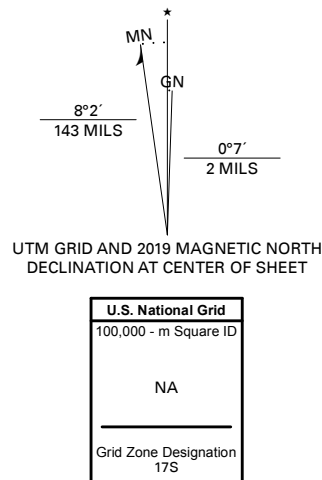 ★
MN
GN
8°2´
143 MILS
0°7´
2 MILS
UTM GRID AND 2019 MAGNETIC NORTH
DECLINATION AT CENTER OF SHEET
U.S. National Grid
100,000 - m Square ID
NA
Grid Zone Designation
17S